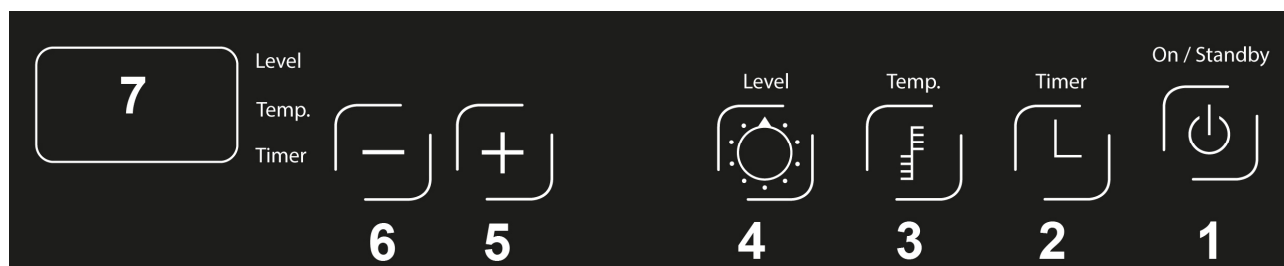 7
Level
Temp.
Timer
Level
Temp.
Timer
On / Standby
6 5 4 3 2 1